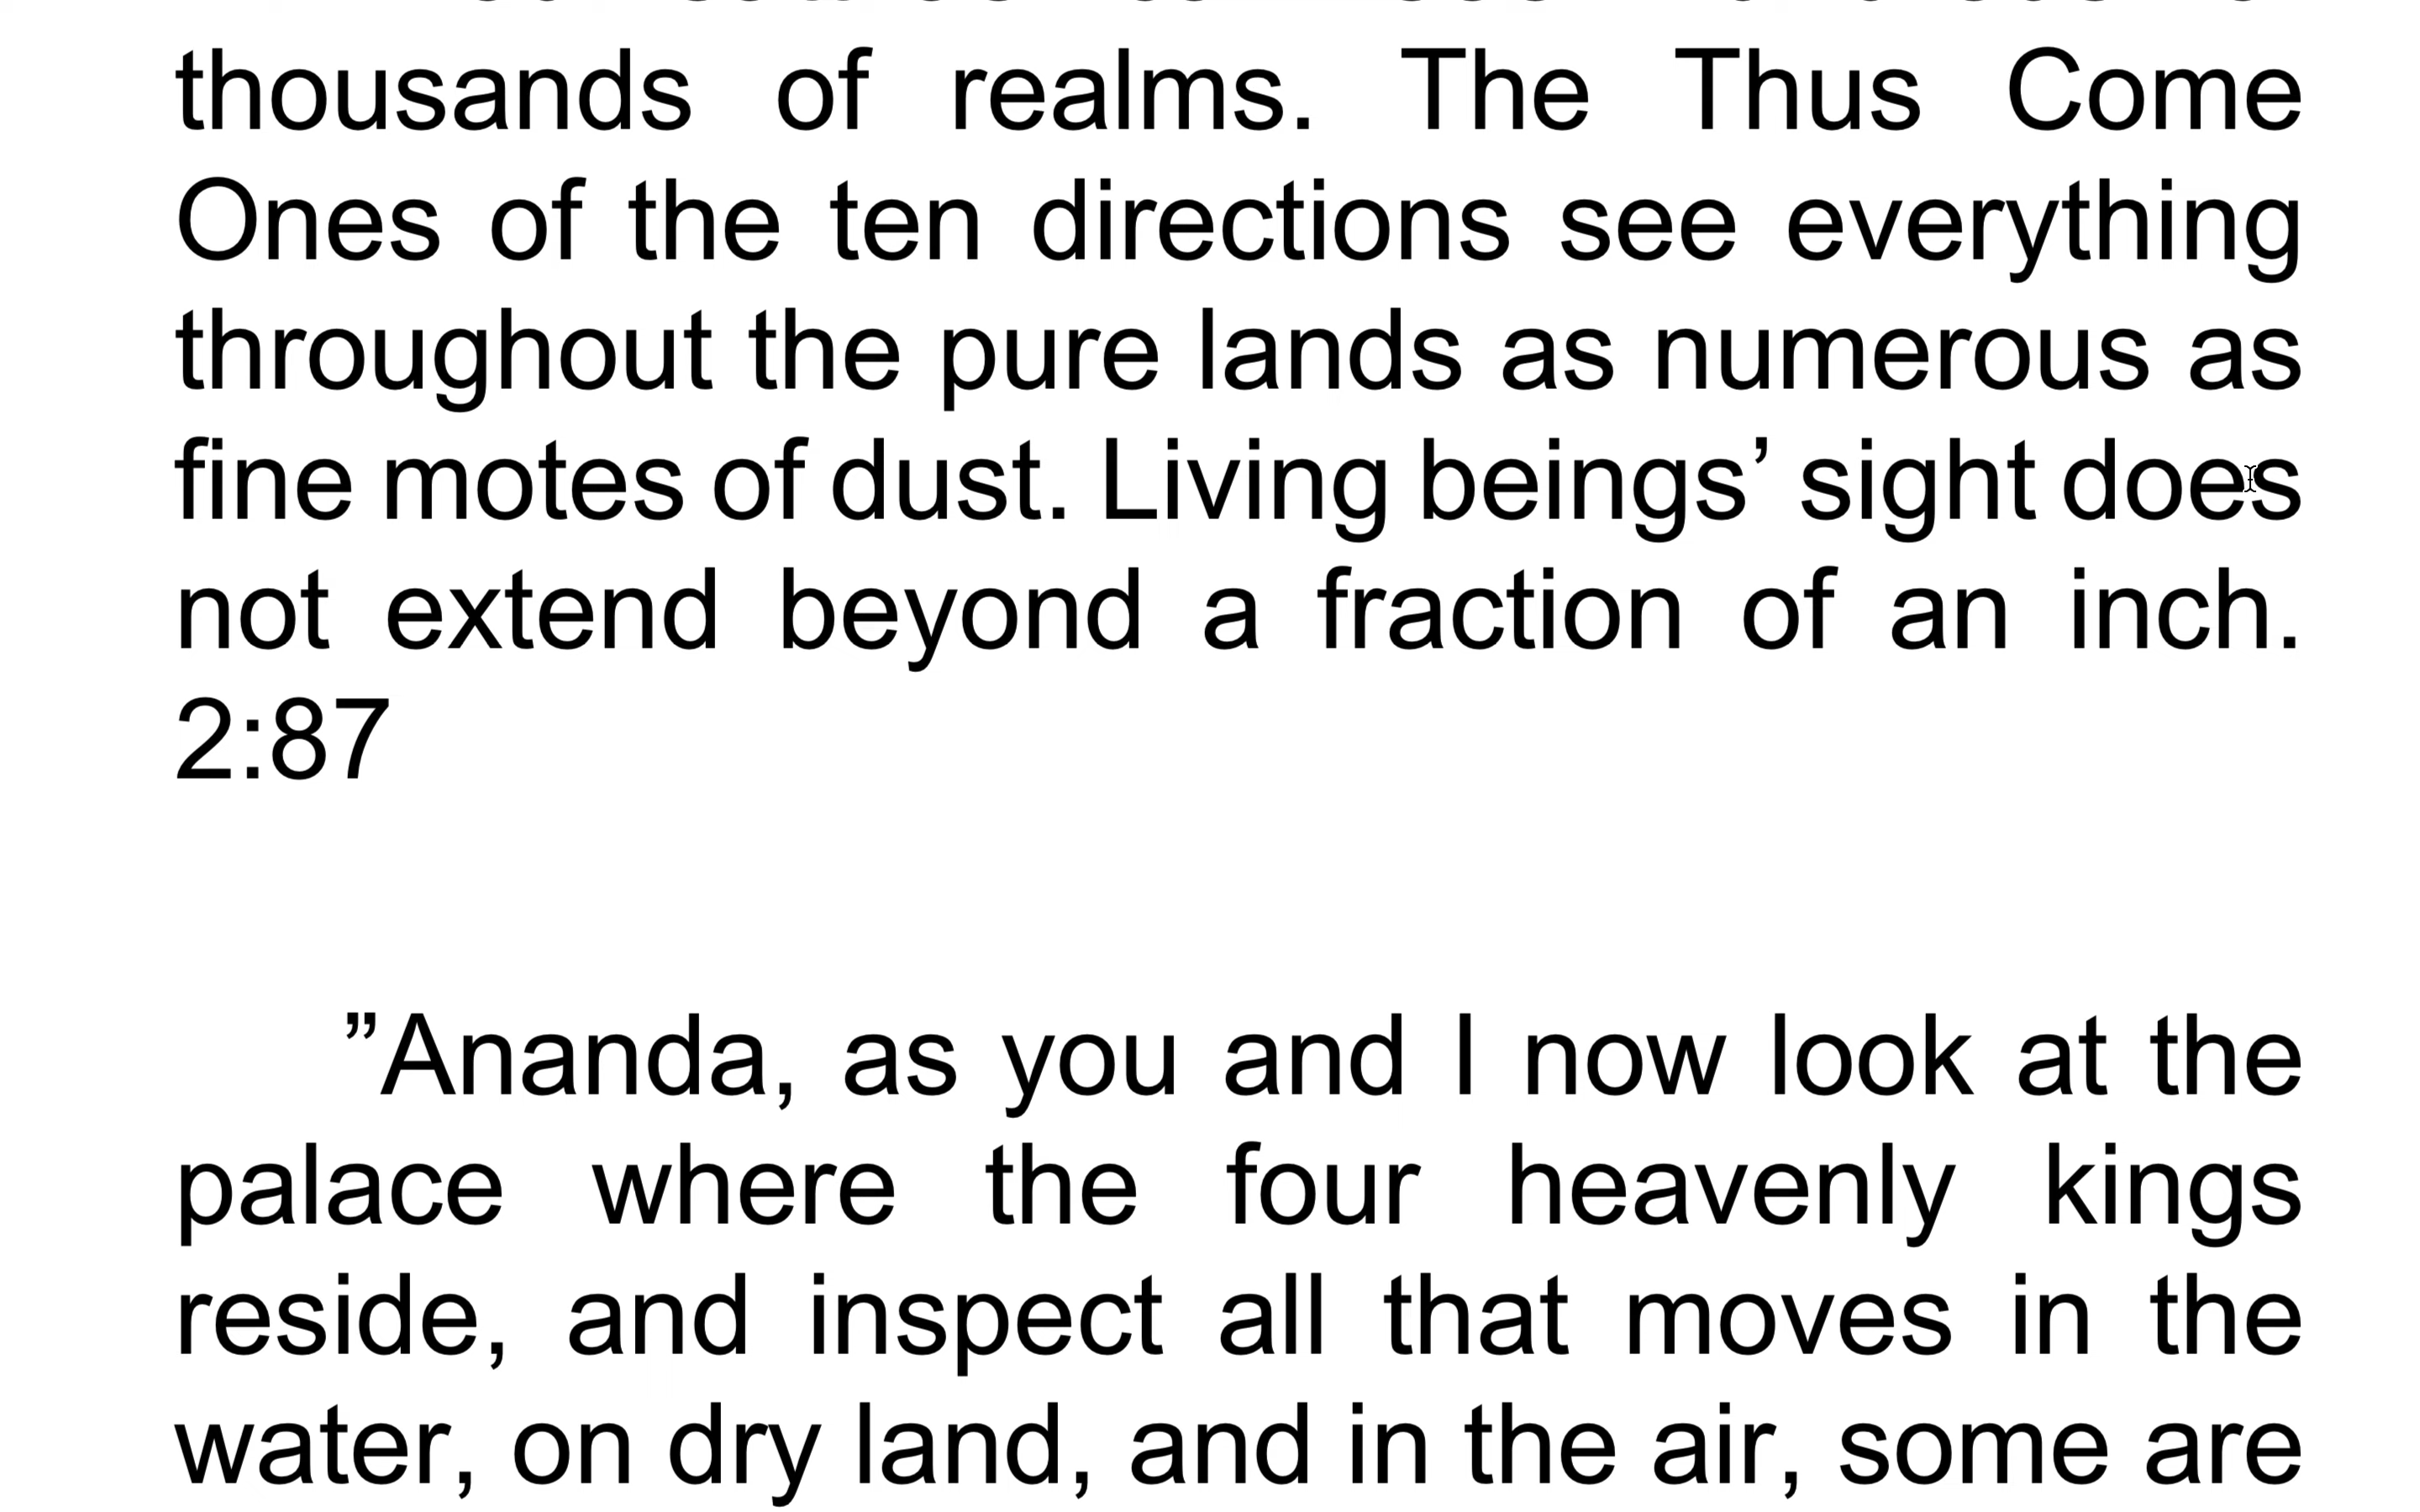 thousands of realms. The Thus Come
Ones of the ten directions see everything
throughout the pure lands as numerous as
fine motes of dust. Living beings’ sight does
not extend beyond a fraction of an inch.
2:87
”Ananda, as you and I now look at the
palace where the four heavenly kings
reside, and inspect all that moves in the
water, on dry land, and in the air, some are